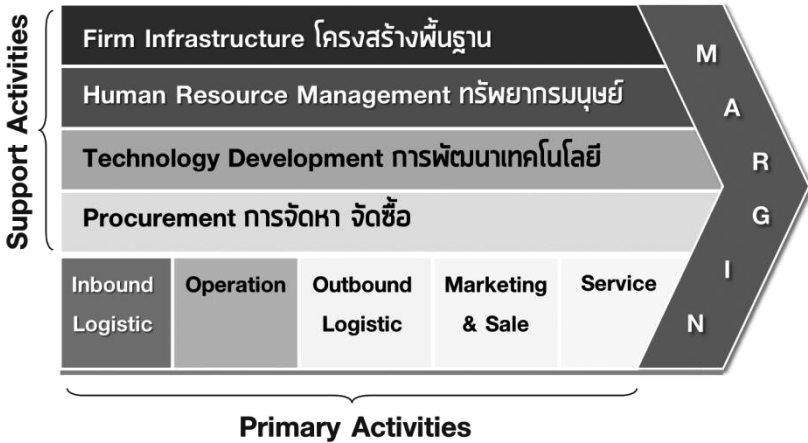 Support Activities
Firm Infrastructure โครงสร้างพื้นฐาน
Human Resource Management ทรัพยากรมนุษย์
Technology Development การพัฒนาเทคโนโลยี
Procurement การจัดหา จัดซื้อ
Inbound
Logistic
Operation
Outbound
Logistic
Marketing
& Sale
Service
MARGIN
Primary Activities